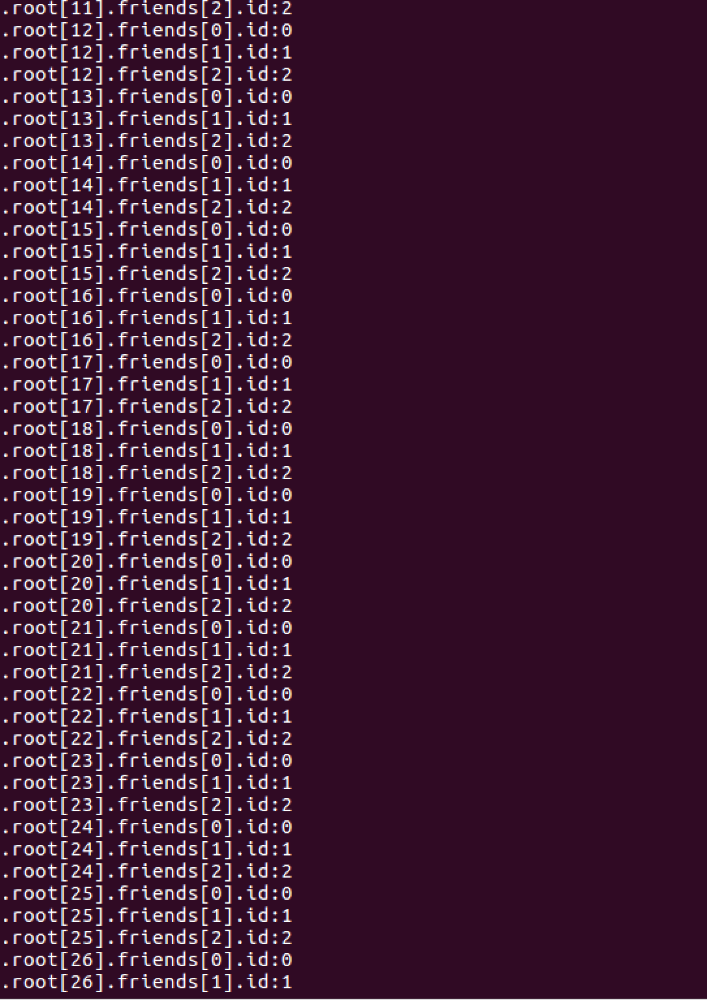 .root[11].friends[2].id:2
.root[12].friends[0].id:0
.root[12].friends[1].id:1
.root[12].friends[2].id:2
.root[13].friends[0].id:0
.root[13].friends[1].id:1
.root[13].friends[2].id:2
.root[14].friends[0].id:0
.root[14].friends[1].id:1
.root[14].friends[2].id:2
.root[15].friends[0].id:0
.root[15].friends[1].id:1
.root[15].friends[2].id:2
.root[16].friends[0].id:0
.root[16].friends[1].id:1
.root[16].friends[2].id:2
.root[17].friends[0].id:0
.root[17].friends[1].id:1
.root[17].friends[2].id:2
.root[18].friends[0].id:0
.root[18].friends[1].id:1
.root[18].friends[2].id:2
.root[19].friends[0].id:0
.root[19].friends[1].id:1
.root[19].friends[2].id:2
.root[20].friends[0].id:0
.root[20].friends[1].id:1
.root[20].friends[2].id:2
.root[21].friends[0].id:0
.root[21].friends[1].id:1
.root[21].friends[2].id:2
.root[22].friends[0].id:0
.root[22].friends[1].id:1
.root[22].friends[2].id:2
.root[23].friends[0].id:0
.root[23].friends[1].id:1
.root[23].friends[2].id:2
.root[24].friends[0].id:0
.root[24].friends[1].id:1
.root[24].friends[2].id:2
.root[25].friends[0].id:0
.root[25].friends[1].id:1
.root[25].friends[2].id:2
.root[26].friends[0].id:0
.root[26].friends[1].id:1